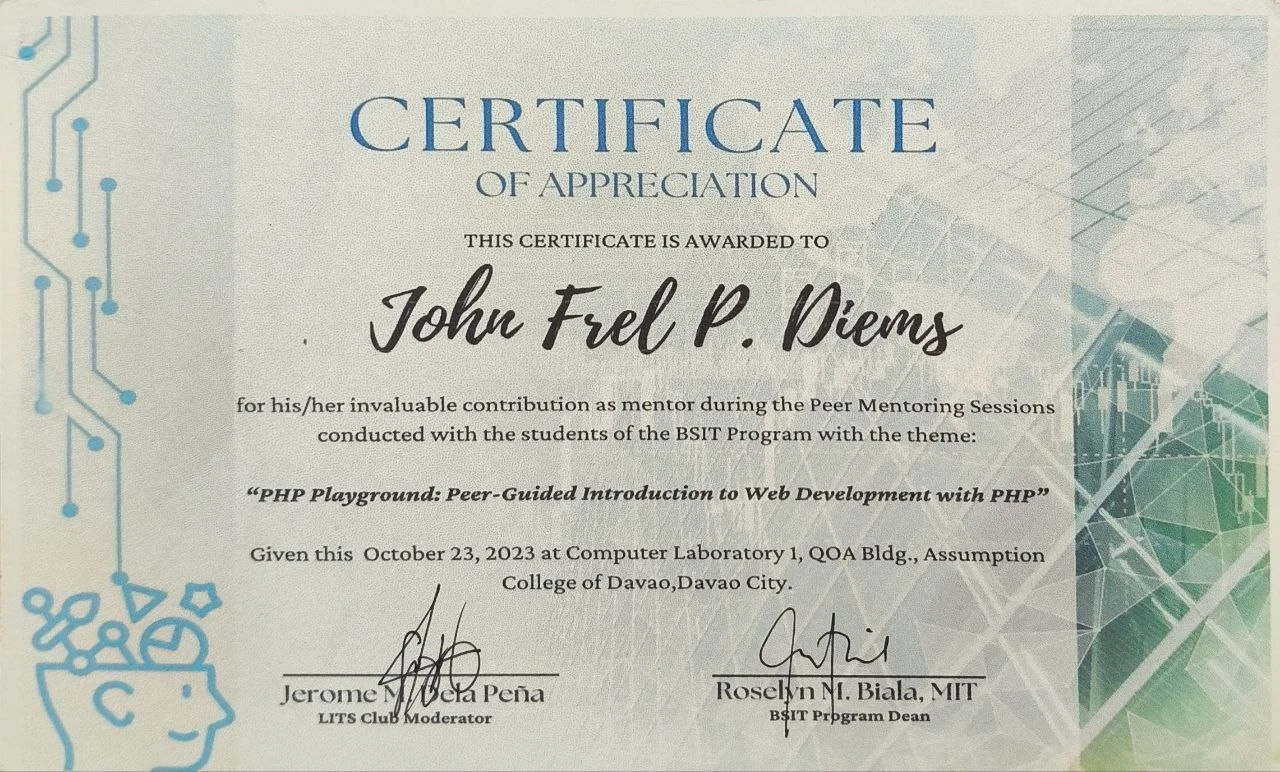 CERTIFICATE
OF APPRECIATION
THIS CERTIFICATE IS AWARDED TO
John Frel P. Diems
for his/her invaluable contribution as mentor during the Peer Mentoring Sessions
conducted with the students of the BSIT Program with the theme:
“PHP Playground: Peer-Guided Introduction to Web Development with PHP”
Given this October 23, 2023 at Computer Laboratory 1, QOA Bldg., Assumption
College of Davao,Davao City.
Jerome M. Dela Peña
LITS Club Moderator
Roselyn M. Biala, MIT
BSIT Program Dean